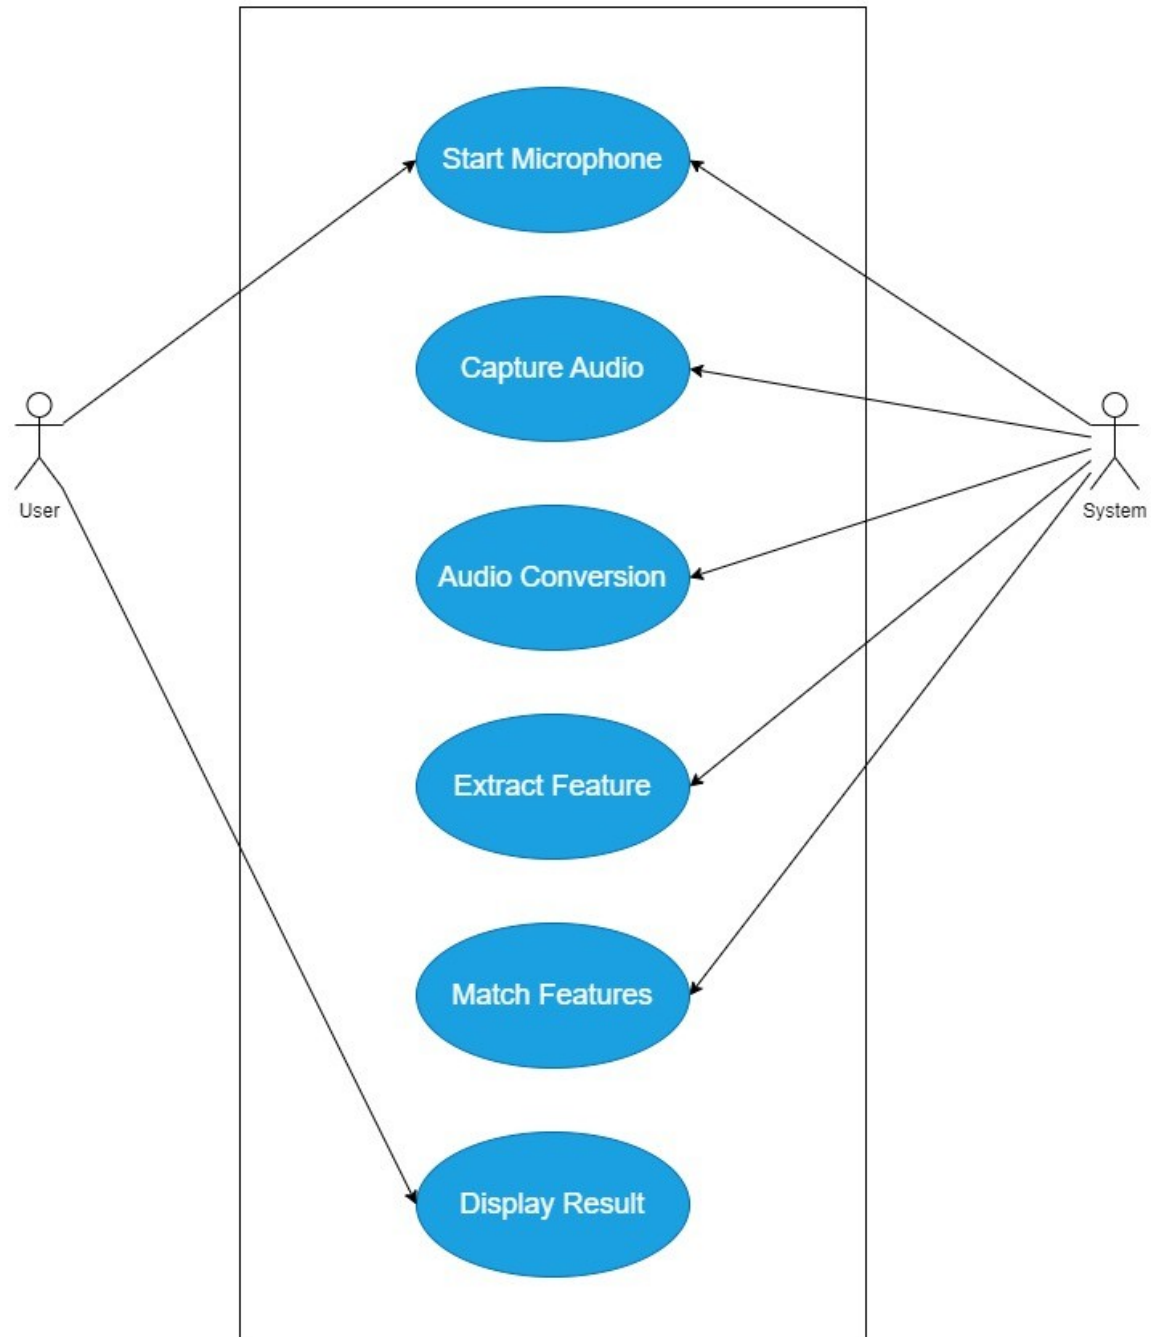 Start Microphone
Capture Audio
User
System
Audio Conversion
Extract Feature
Match Features
Display Result